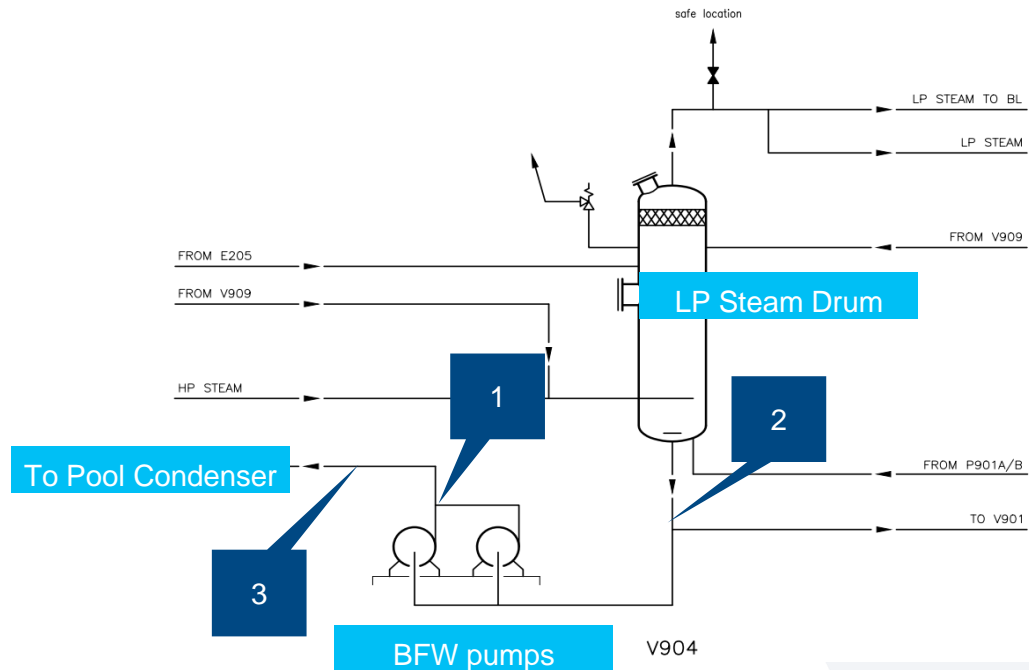 safe location
LP STEAM TO BL
LP STEAM
FROM V909
FROM E205
LP Steam Drum
FROM V909
HP STEAM
1
2
To Pool Condenser
FROM P901A/B
TO V901
3
BFW pumps
V904